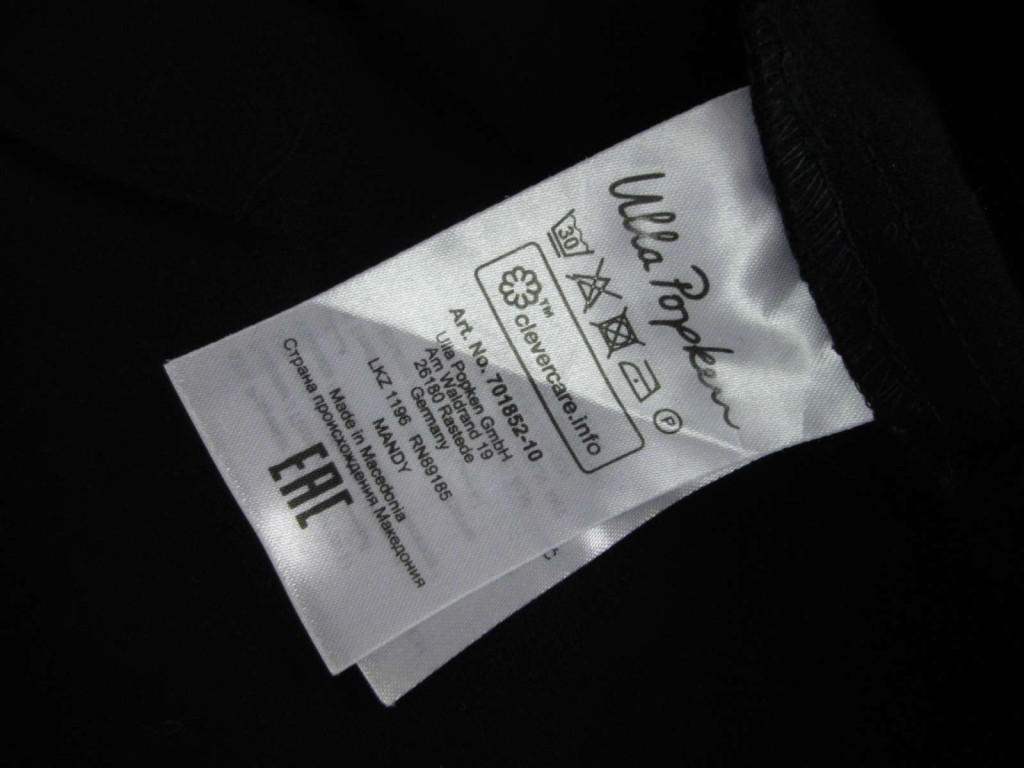 Ulla Popken
30
P
™
clevercare.info
Art. No. 701852-10
Ulla Popken GmbH
Am Waldrand 19
26180 Rastede
Germany
LKZ 1196 RN89185
MANDY
Made in Macedonia
Страна происхождения Македония
EAC